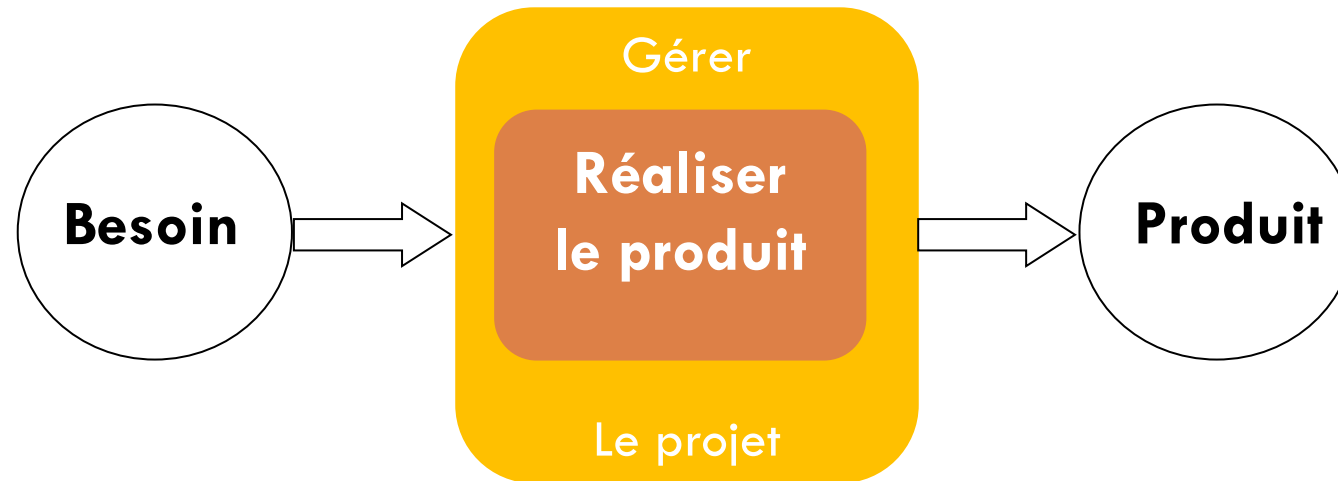 Gérer
Besoin
Réaliser
le produit
Produit
Le projet